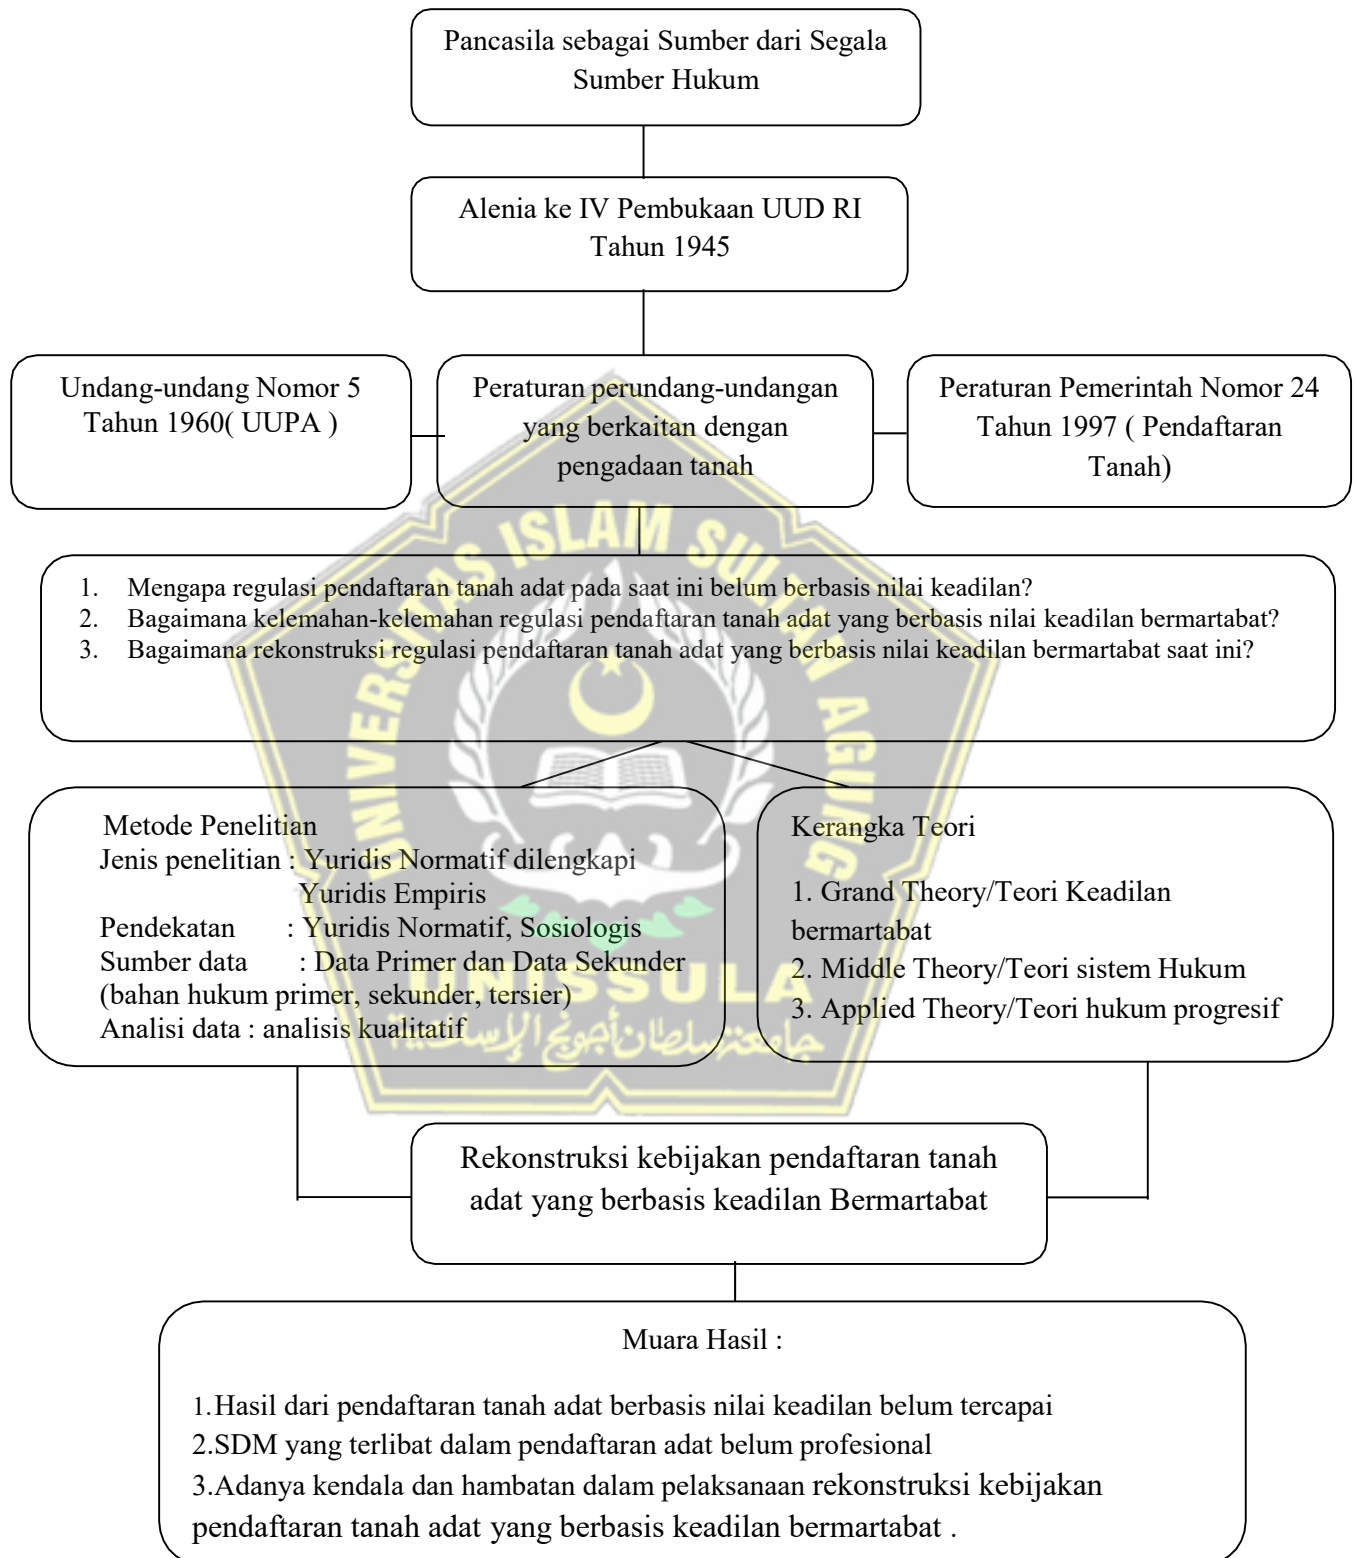 Pancasila sebagai Sumber dari Segala
Sumber Hukum
Alenia ke IV Pembukaan UUD RI
Tahun 1945
Undang-undang Nomor 5
Tahun 1960( UUPA )
Peraturan perundang-undangan
yang berkaitan dengan
pengadaan tanah
Peraturan Pemerintah Nomor 24
Tahun 1997 ( Pendaftaran
Tanah)
1. Mengapa regulasi pendaftaran tanah adat pada saat ini belum berbasis nilai keadilan?
2. Bagaimana kelemahan-kelemahan regulasi pendaftaran tanah adat yang berbasis nilai keadilan bermartabat?
3. Bagaimana rekonstruksi regulasi pendaftaran tanah adat yang berbasis nilai keadilan bermartabat saat ini?
Metode Penelitian
Jenis penelitian : Yuridis Normatif dilengkapi
Yuridis Empiris
Pendekatan : Yuridis Normatif, Sosiologis
Sumber data : Data Primer dan Data Sekunder
(bahan hukum primer, sekunder, tersier)
Analisi data : analisis kualitatif
Kerangka Teori
1. Grand Theory/Teori Keadilan
bermartabat
2. Middle Theory/Teori sistem Hukum
3. Applied Theory/Teori hukum progresif
Rekonstruksi kebijakan pendaftaran tanah
adat yang berbasis keadilan Bermartabat
Muara Hasil :
1.Hasil dari pendaftaran tanah adat berbasis nilai keadilan belum tercapai
2.SDM yang terlibat dalam pendaftaran adat belum profesional
3.Adanya kendala dan hambatan dalam pelaksanaan rekonstruksi kebijakan
pendaftaran tanah adat yang berbasis keadilan bermartabat .
UNIVERSITAS ISLAM SULTAN AGUNG
UNISSULA
جامعة سلطان أجونج الإسلامية